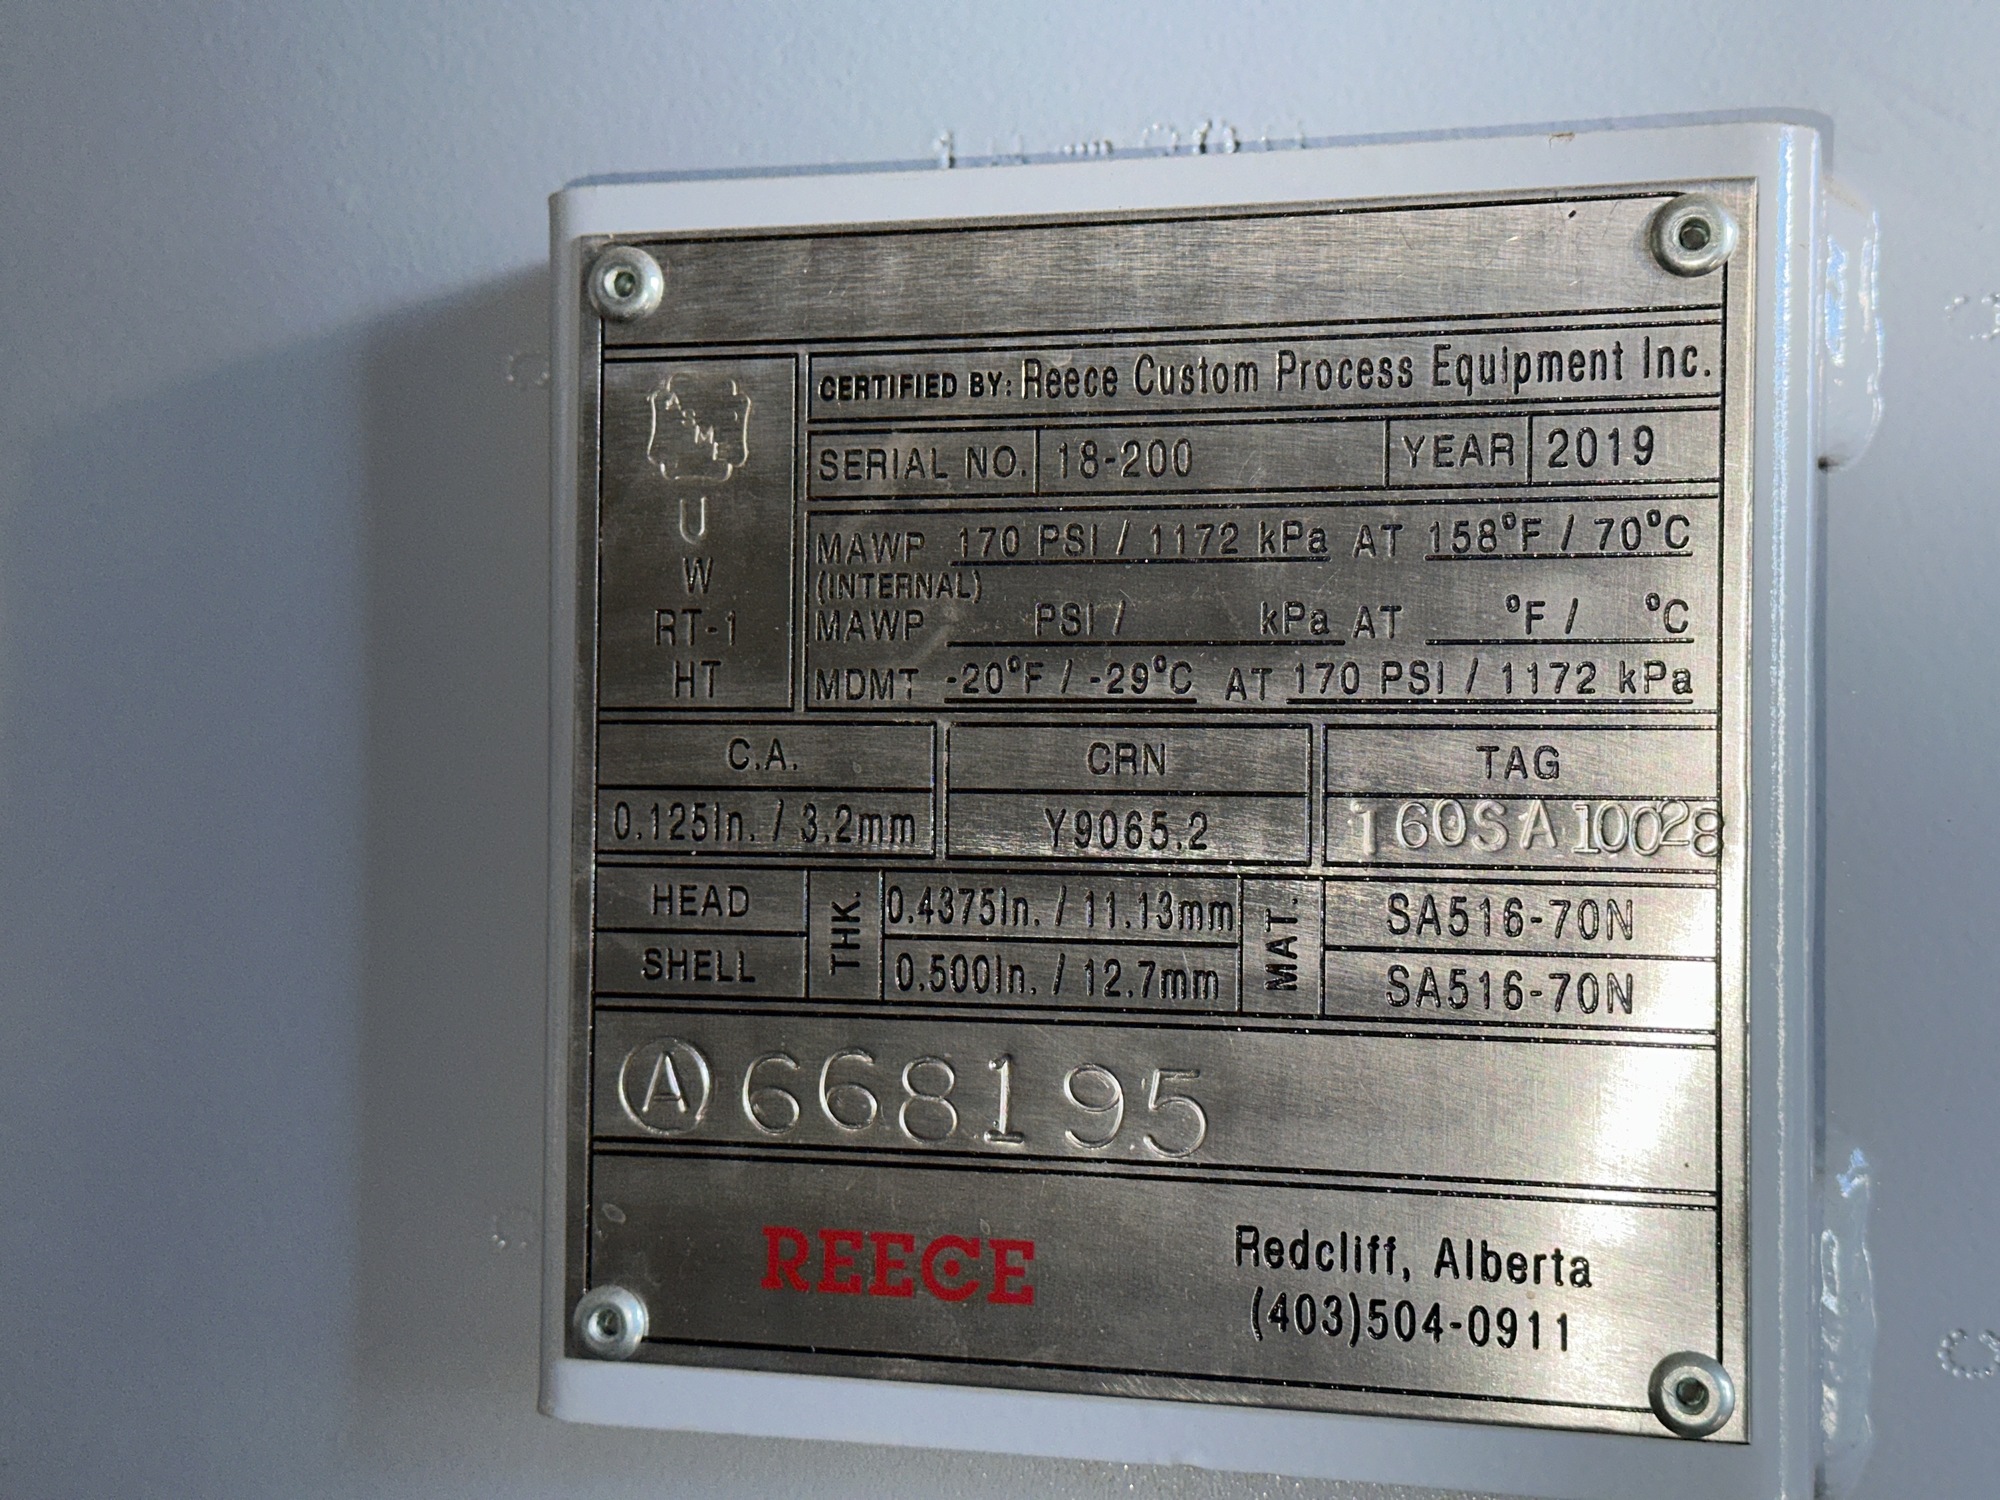 ASME
U
W
RT-1
HT
CERTIFIED BY: Reece Custom Process Equipment Inc.
SERIAL NO. 18-200 YEAR 2019
MAWP 170 PSI / 1172 kPa AT 158°F / 70°C
(INTERNAL)
MAWP PSI / kPa AT °F / °C
MDMT -20°F / -29°C AT 170 PSI / 1172 kPa
C.A. CRN TAG
0.125In. / 3.2mm Y9065.2 160SA10028
HEAD THK. 0.4375In. / 11.13mm MAT. SA516-70N
SHELL 0.500In. / 12.7mm SA516-70N
A 668195
REECE
Redcliff, Alberta
(403)504-0911